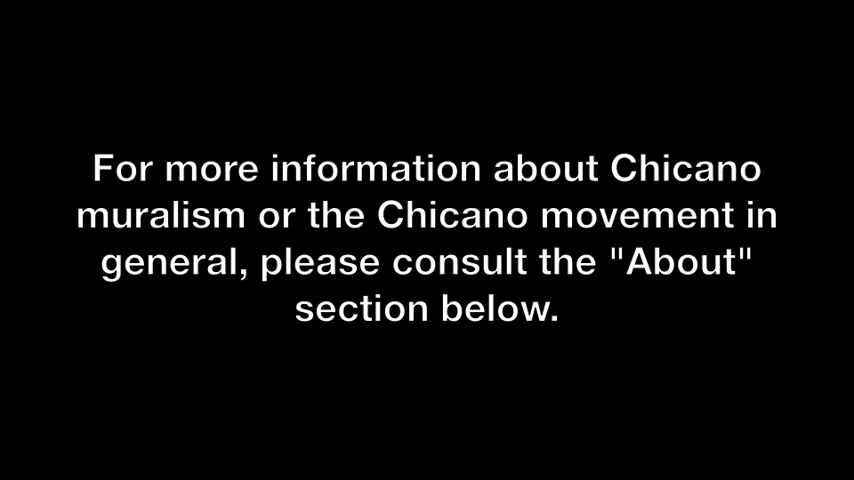 For more information about Chicano
muralism or the Chicano movement in
general, please consult the "About"
section below.